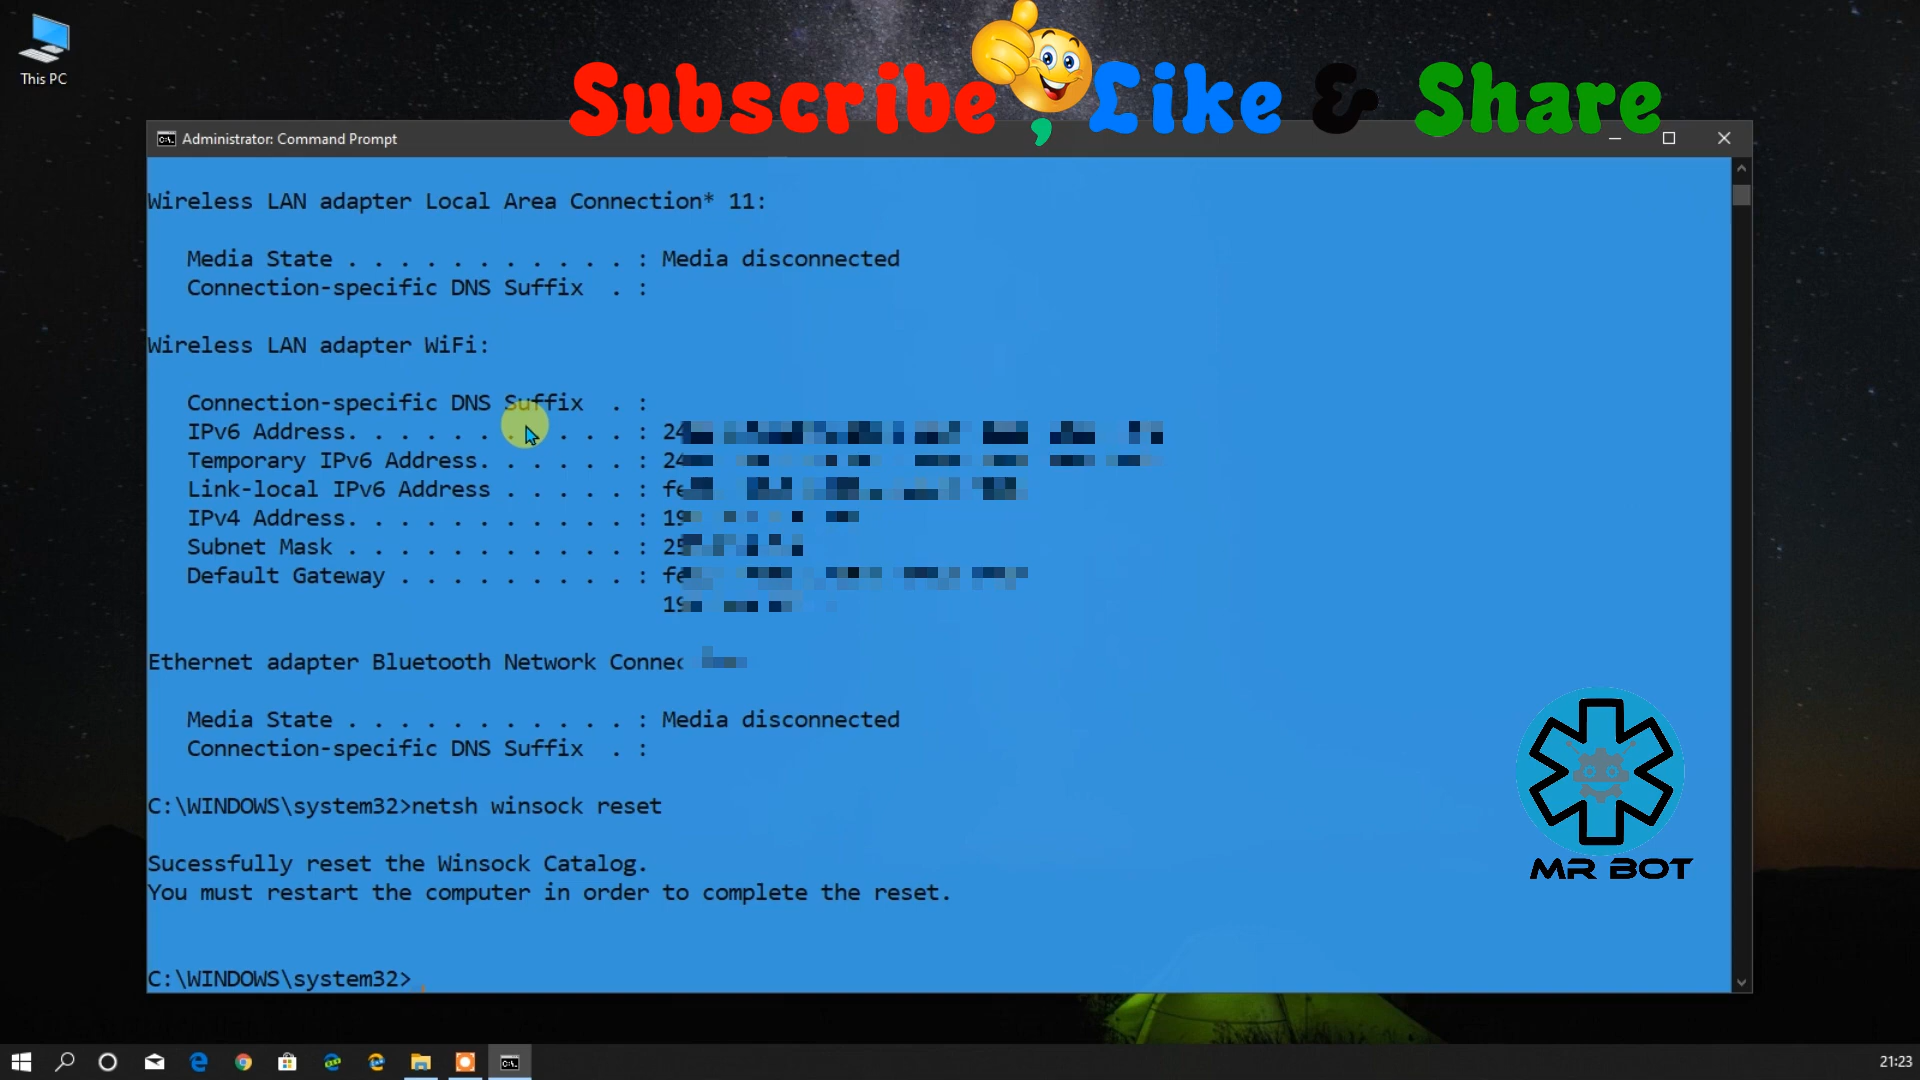 This PC
Subscribe, Like & Share
Administrator: Command Prompt
Wireless LAN adapter Local Area Connection* 11:
Media State . . . . . . . . . . . : Media disconnected
Connection-specific DNS Suffix . :
Wireless LAN adapter WiFi:
Connection-specific DNS Suffix . :
IPv6 Address. . . . . . . . . . . : 24
Temporary IPv6 Address. . . . . . : 24
Link-local IPv6 Address . . . . . : fe
IPv4 Address. . . . . . . . . . . : 19
Subnet Mask . . . . . . . . . . . : 25
Default Gateway . . . . . . . . . : fe
19
Ethernet adapter Bluetooth Network Connec
Media State . . . . . . . . . . . : Media disconnected
Connection-specific DNS Suffix . :
C:\WINDOWS\system32>netsh winsock reset
Sucessfully reset the Winsock Catalog.
You must restart the computer in order to complete the reset.
C:\WINDOWS\system32>
MR BOT
21:23